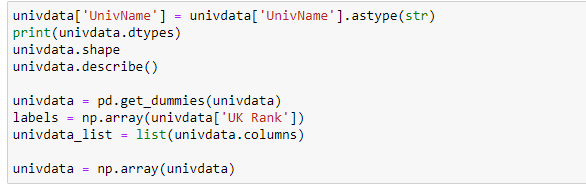 univdata['UnivName'] = univdata['UnivName'].astype(str)
print(univdata.dtypes)
univdata.shape
univdata.describe()
univdata = pd.get_dummies(univdata)
labels = np.array(univdata['UK Rank'])
univdata_list = list(univdata.columns)
univdata = np.array(univdata)